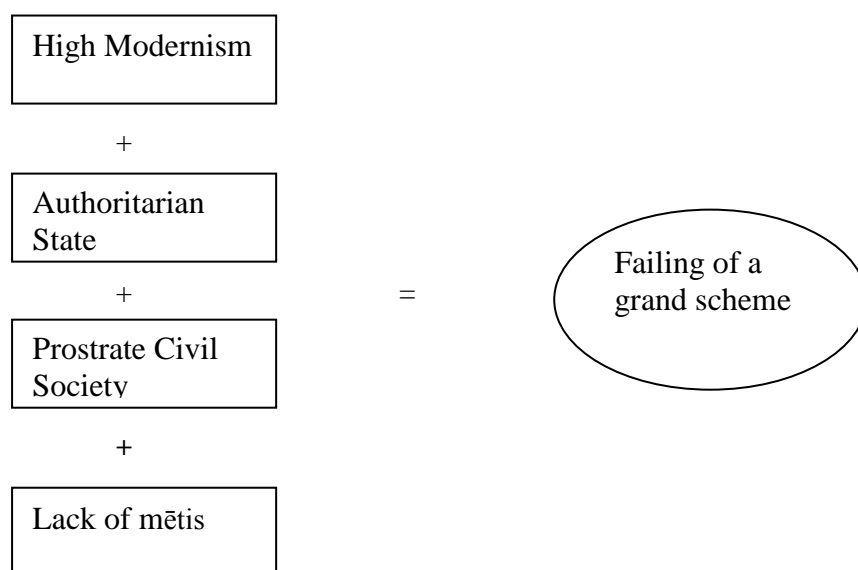 High Modernism
+
Authoritarian
State
+
=
Failing of a
grand scheme
Prostrate Civil
Society
+
Lack of mētis